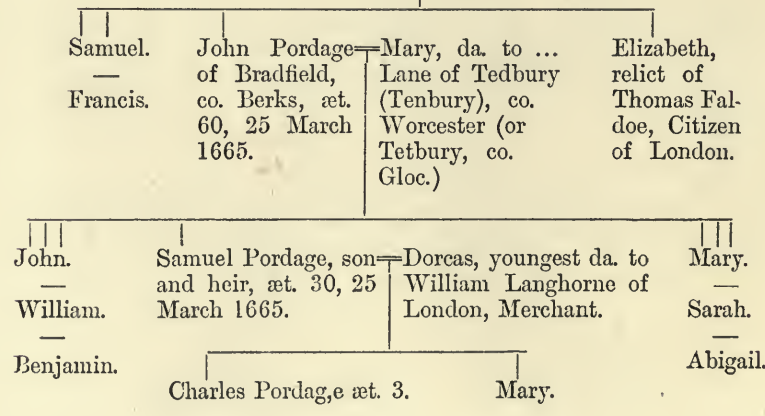 Samuel.
—
Francis.
John Pordage
of Bradfield,
co. Berks, æt.
60, 25 March
1665.
Mary, da. to ...
Lane of Tedbury
(Tenbury), co.
Worcester (or
Tetbury, co.
Gloc.)
Elizabeth,
relict of
Thomas Fal-
doe, Citizen
of London.
John.
—
William.
—
Benjamin.
Samuel Pordage, son
and heir, æt. 30, 25
March 1665.
Dorcas, youngest da. to
William Langhorne of
London, Merchant.
Mary.
—
Sarah.
—
Abigail.
Charles Pordag,e æt. 3.
Mary.